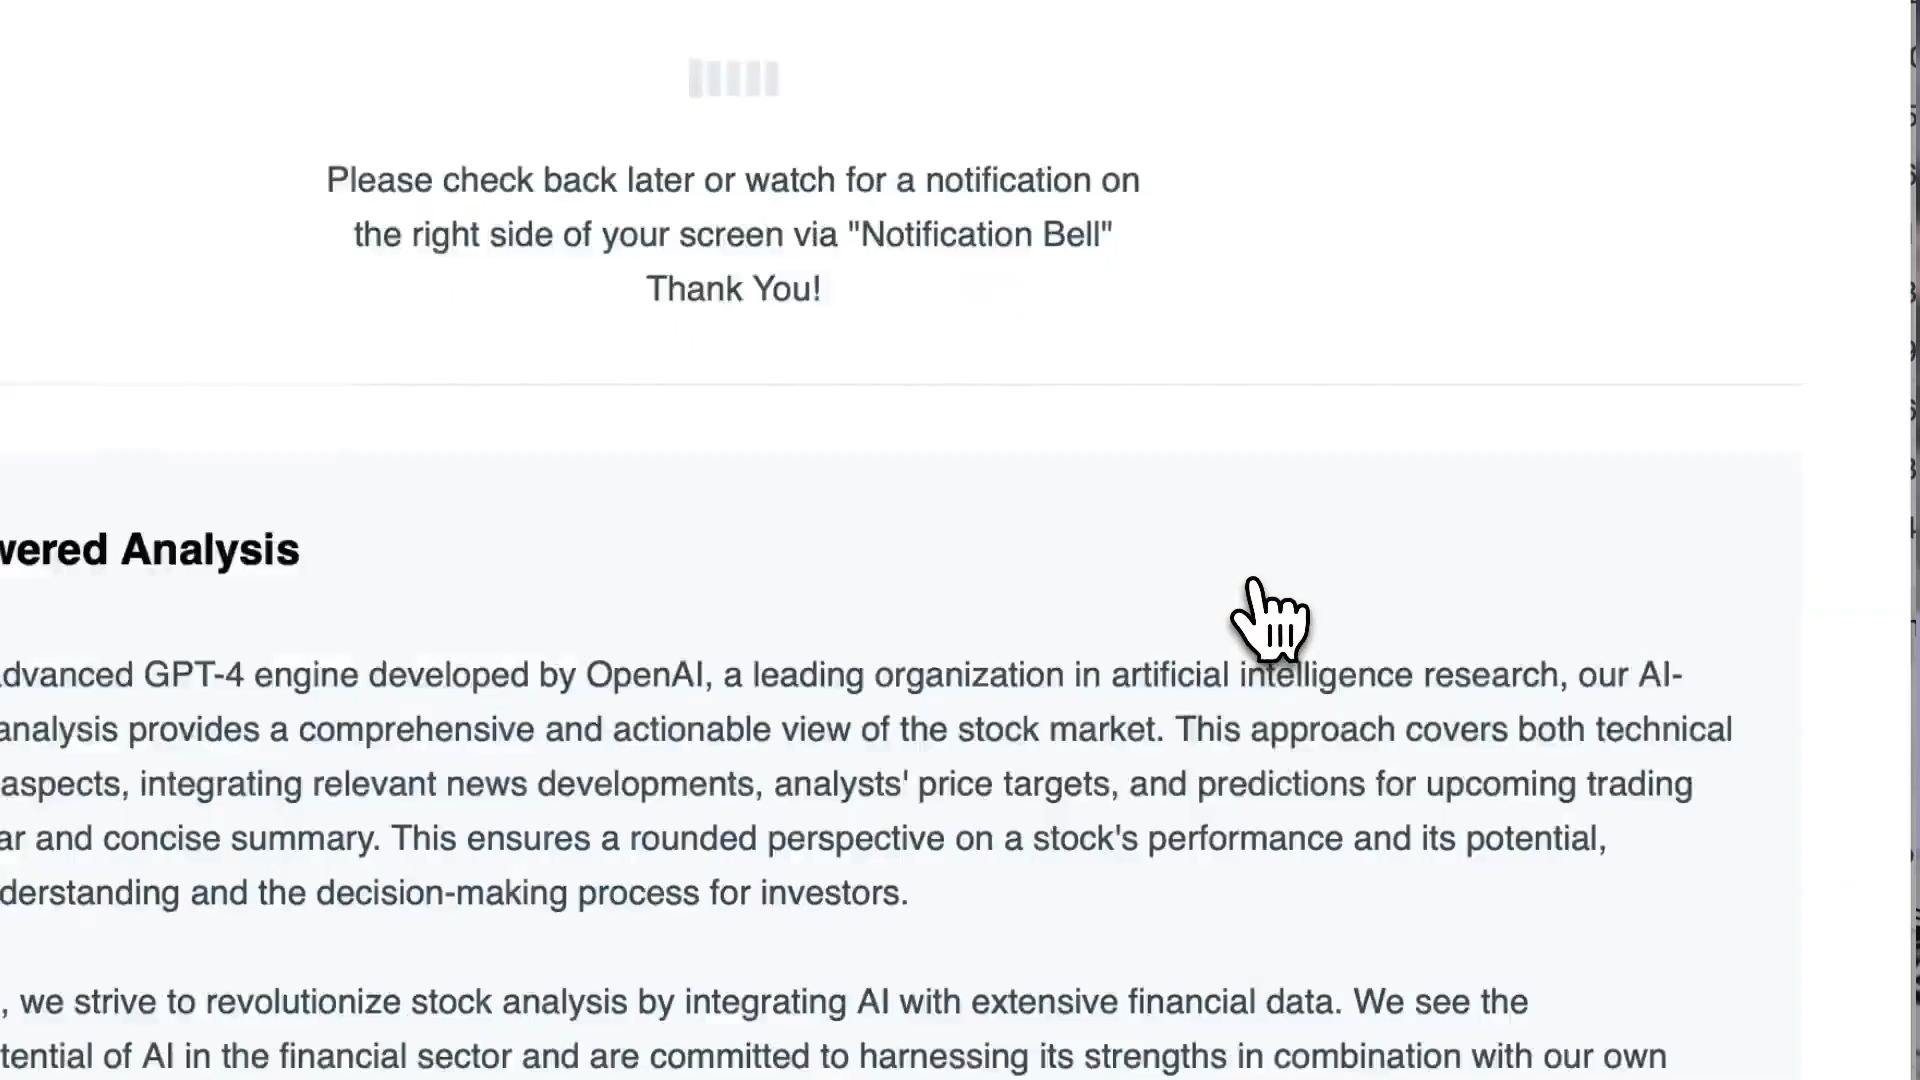 Please check back later or watch for a notification on
the right side of your screen via "Notification Bell"
Thank You!
wered Analysis
dvanced GPT-4 engine developed by OpenAI, a leading organization in artificial intelligence research, our AI-
analysis provides a comprehensive and actionable view of the stock market. This approach covers both technical
aspects, integrating relevant news developments, analysts' price targets, and predictions for upcoming trading
ar and concise summary. This ensures a rounded perspective on a stock's performance and its potential,
derstanding and the decision-making process for investors.
, we strive to revolutionize stock analysis by integrating AI with extensive financial data. We see the
tential of AI in the financial sector and are committed to harnessing its strengths in combination with our own